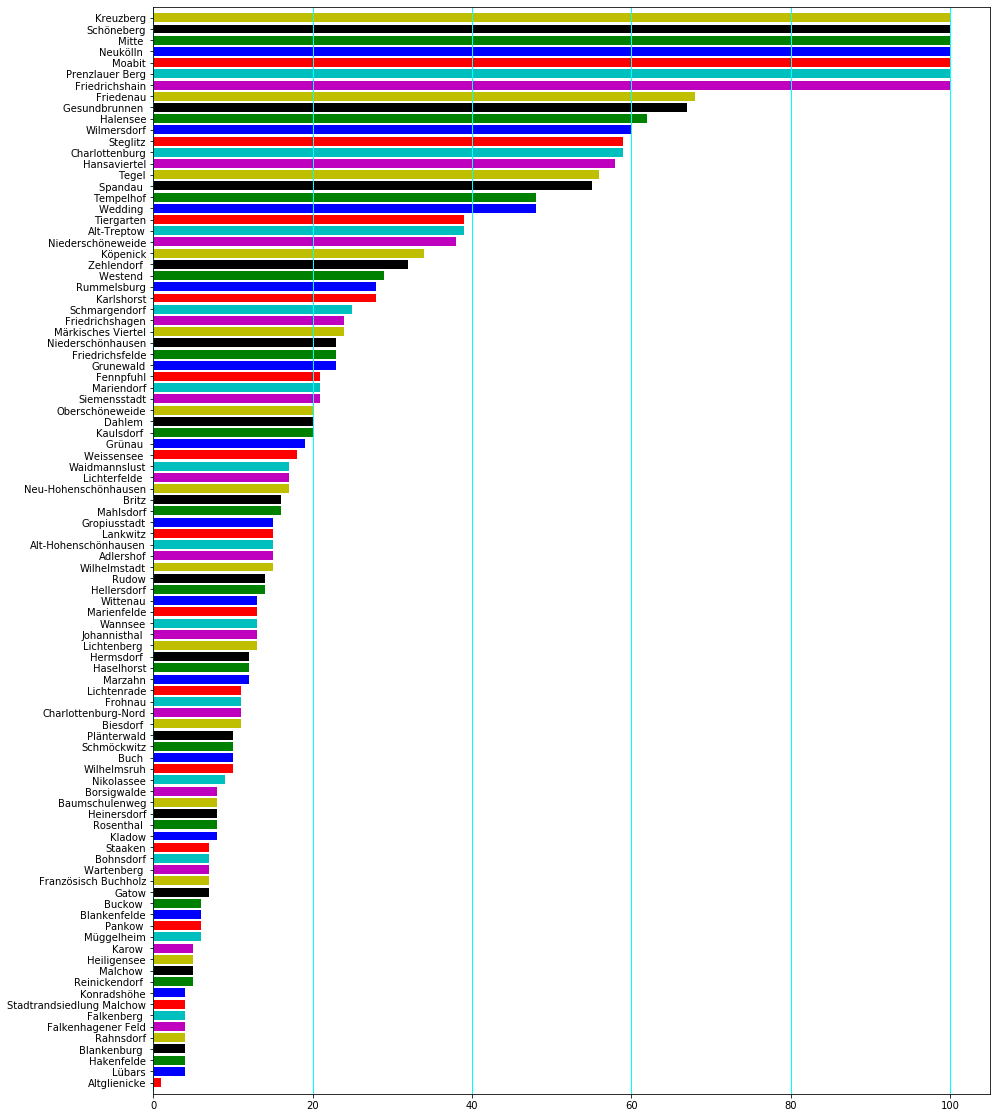 Kreuzberg
Schöneberg
Mitte
Neukölln
Moabit
Prenzlauer Berg
Friedrichshain
Friedenau
Gesundbrunnen
Halensee
Wilmersdorf
Steglitz
Charlottenburg
Hansaviertel
Tegel
Spandau
Tempelhof
Wedding
Tiergarten
Alt-Treptow
Niederschöneweide
Köpenick
Zehlendorf
Westend
Rummelsburg
Karlshorst
Schmargendorf
Friedrichshagen
Märkisches Viertel
Niederschönhausen
Friedrichsfelde
Grunewald
Fennpfuhl
Mariendorf
Siemensstadt
Oberschöneweide
Dahlem
Kaulsdorf
Grünau
Weissensee
Waidmannslust
Lichterfelde
Neu-Hohenschönhausen
Britz
Mahlsdorf
Gropiusstadt
Lankwitz
Alt-Hohenschönhausen
Adlershof
Wilhelmstadt
Rudow
Hellersdorf
Wittenau
Marienfelde
Wannsee
Johannisthal
Lichtenberg
Hermsdorf
Haselhorst
Marzahn
Lichtenrade
Frohnau
Charlottenburg-Nord
Biesdorf
Plänterwald
Schmöckwitz
Buch
Wilhelmsruh
Nikolassee
Borsigwalde
Baumschulenweg
Heinersdorf
Rosenthal
Kladow
Staaken
Bohnsdorf
Wartenberg
Französisch Buchholz
Gatow
Buckow
Blankenfelde
Pankow
Müggelheim
Karow
Heiligensee
Malchow
Reinickendorf
Konradshöhe
Stadtrandsiedlung Malchow
Falkenberg
Falkenhagener Feld
Rahnsdorf
Blankenburg
Hakenfelde
Lübars
Altglienicke
0 20 40 60 80 100